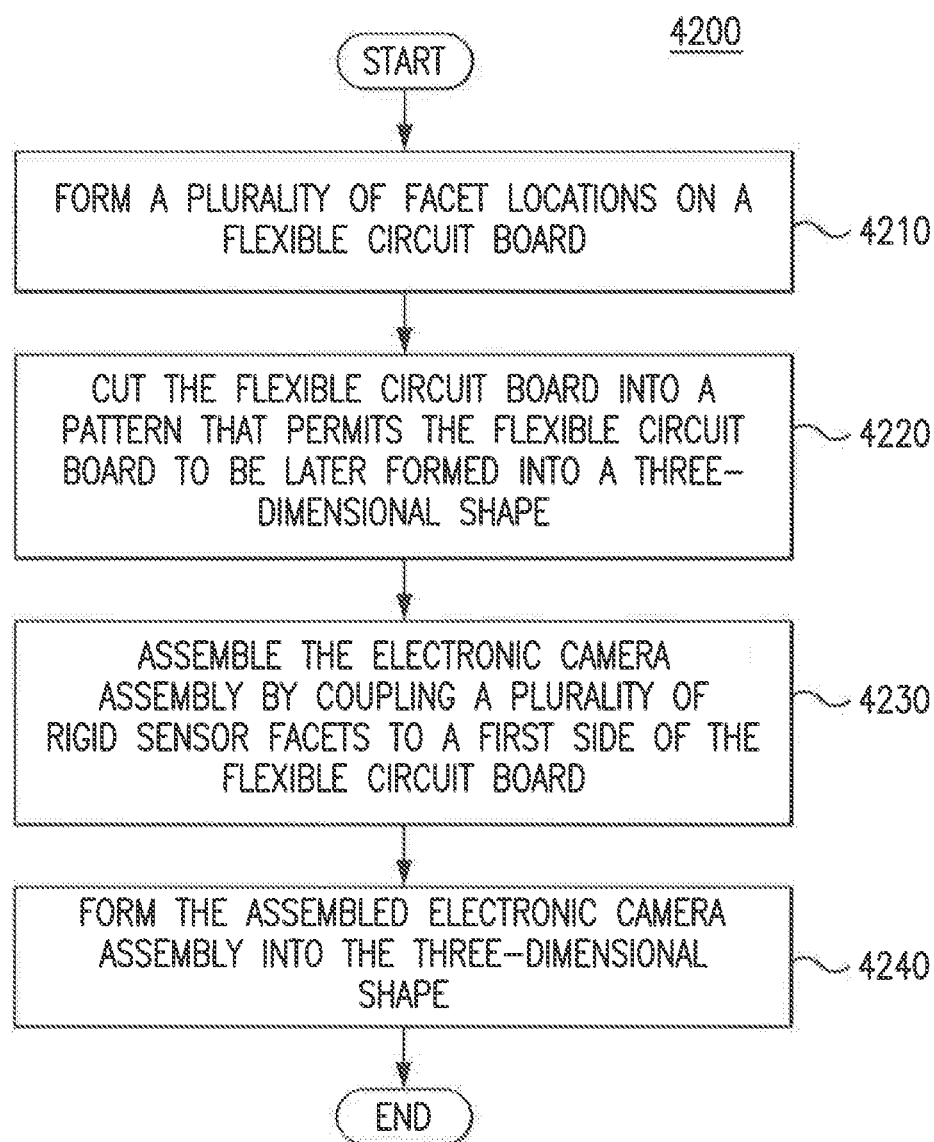 4200
START
FORM A PLURALITY OF FACET LOCATIONS ON A
FLEXIBLE CIRCUIT BOARD
4210
CUT THE FLEXIBLE CIRCUIT BOARD INTO A
PATTERN THAT PERMITS THE FLEXIBLE CIRCUIT
BOARD TO BE LATER FORMED INTO A THREE-
DIMENSIONAL SHAPE
4220
ASSEMBLE THE ELECTRONIC CAMERA
ASSEMBLY BY COUPLING A PLURALITY OF
RIGID SENSOR FACETS TO A FIRST SIDE OF THE
FLEXIBLE CIRCUIT BOARD
4230
FORM THE ASSEMBLED ELECTRONIC CAMERA
ASSEMBLY INTO THE THREE-DIMENSIONAL
SHAPE
4240
END